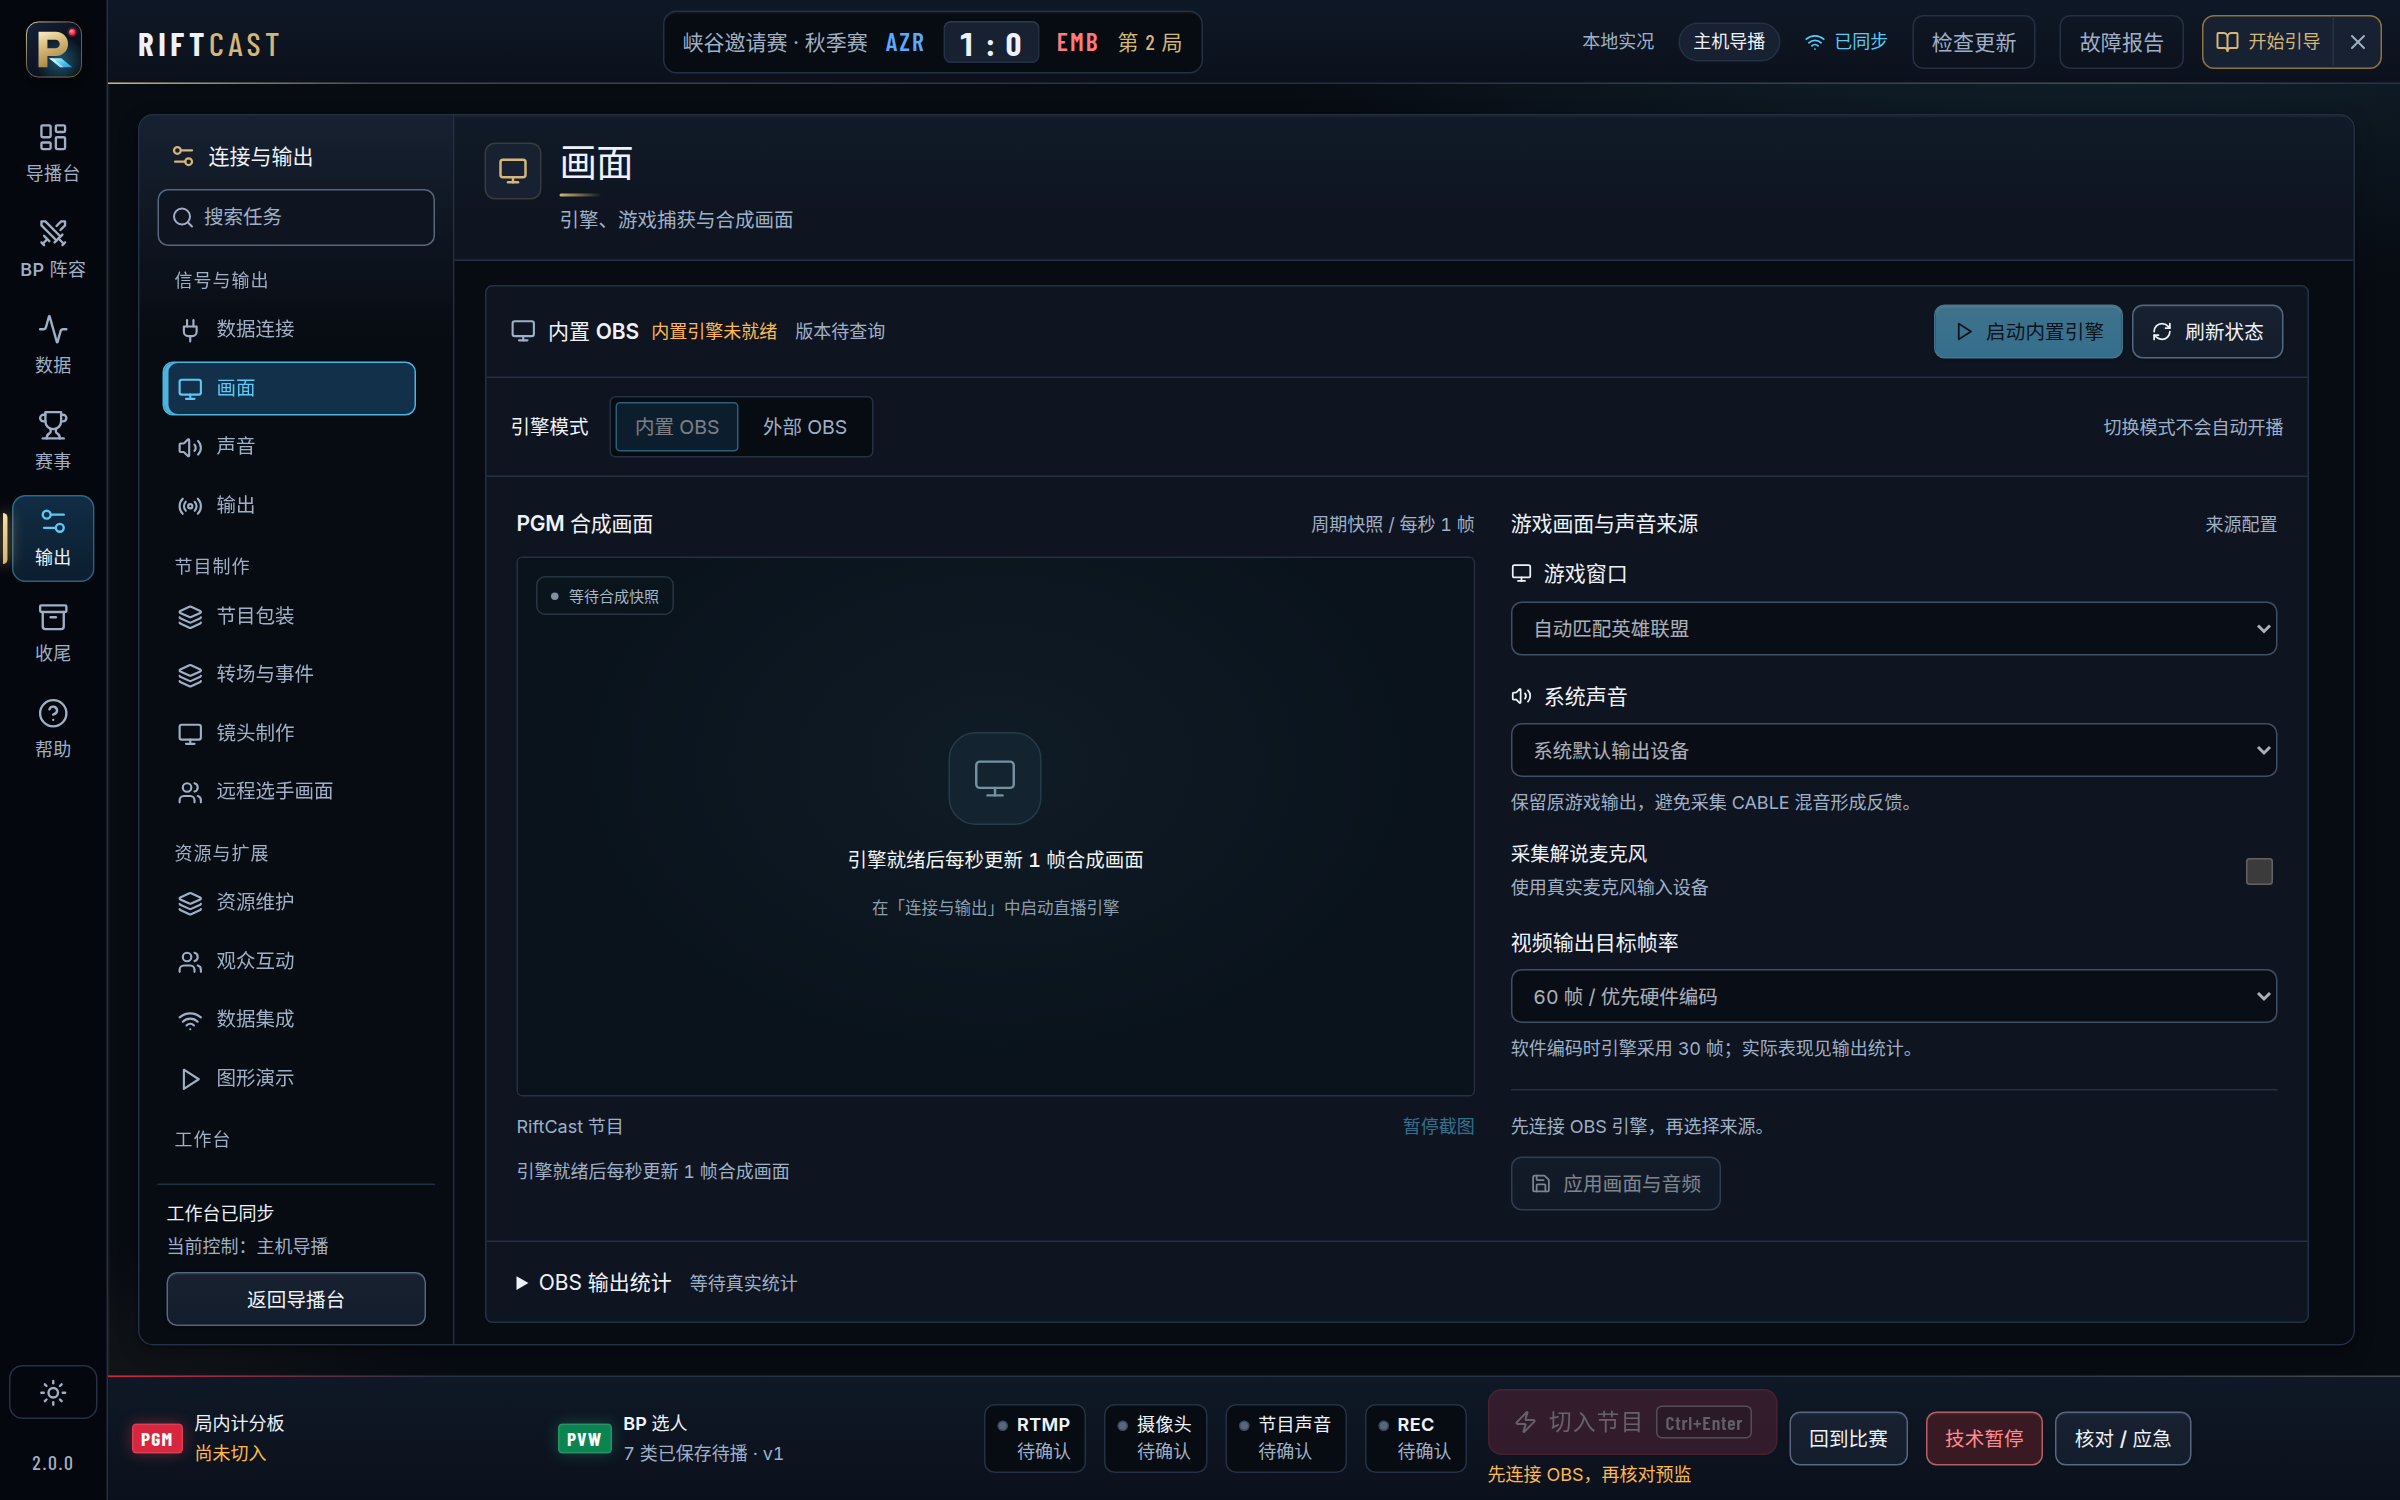 RIFTCAST
峡谷邀请赛 · 秋季赛 AZR 1 : 0 EMB 第 2 局
本地实况 主机导播 已同步 检查更新 故障报告 开始引导
导播台
BP 阵容
数据
赛事
输出
收尾
帮助
2.0.0
连接与输出
搜索任务
信号与输出
数据连接
画面
声音
输出
节目制作
节目包装
转场与事件
镜头制作
远程选手画面
资源与扩展
资源维护
观众互动
数据集成
图形演示
工作台
工作台已同步
当前控制：主机导播
返回导播台
画面
引擎、游戏捕获与合成画面
内置 OBS 内置引擎未就绪 版本待查询 启动内置引擎 刷新状态
引擎模式 内置 OBS 外部 OBS 切换模式不会自动开播
PGM 合成画面 周期快照 / 每秒 1 帧
等待合成快照
引擎就绪后每秒更新 1 帧合成画面
在「连接与输出」中启动直播引擎
RiftCast 节目 暂停截图
引擎就绪后每秒更新 1 帧合成画面
游戏画面与声音来源 来源配置
游戏窗口
自动匹配英雄联盟
系统声音
系统默认输出设备
保留原游戏输出，避免采集 CABLE 混音形成反馈。
采集解说麦克风
使用真实麦克风输入设备
视频输出目标帧率
60 帧 / 优先硬件编码
软件编码时引擎采用 30 帧；实际表现见输出统计。
先连接 OBS 引擎，再选择来源。
应用画面与音频
OBS 输出统计 等待真实统计
PGM 局内计分板
尚未切入
PVW BP 选人
7 类已保存待播 · v1
RTMP
待确认
摄像头
待确认
节目声音
待确认
REC
待确认
切入节目 Ctrl+Enter
先连接 OBS，再核对预监
回到比赛 技术暂停 核对 / 应急